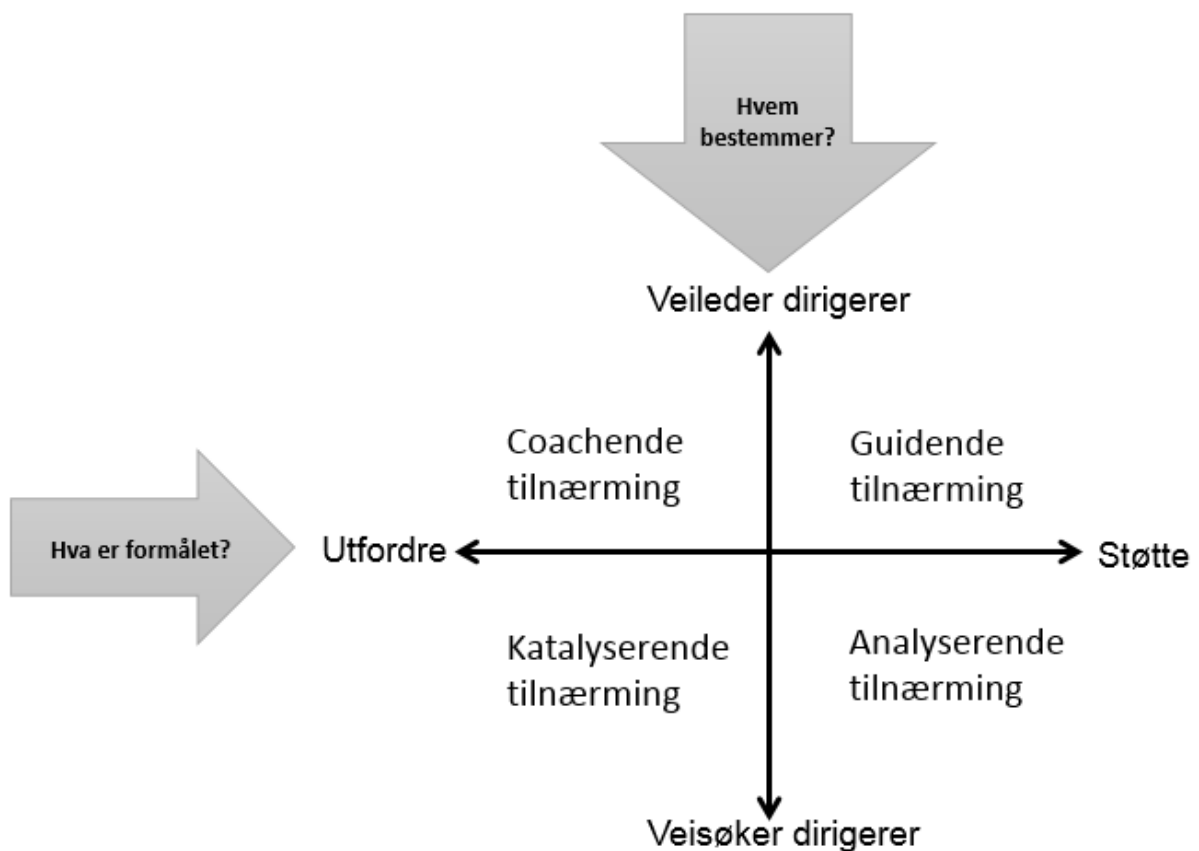 Hvem
bestemmer?
Veileder dirigerer
Coachende
tilnærming
Guidende
tilnærming
Hva er formålet?
Utfordre
Støtte
Katalyserende
tilnærming
Analyserende
tilnærming
Veisøker dirigerer